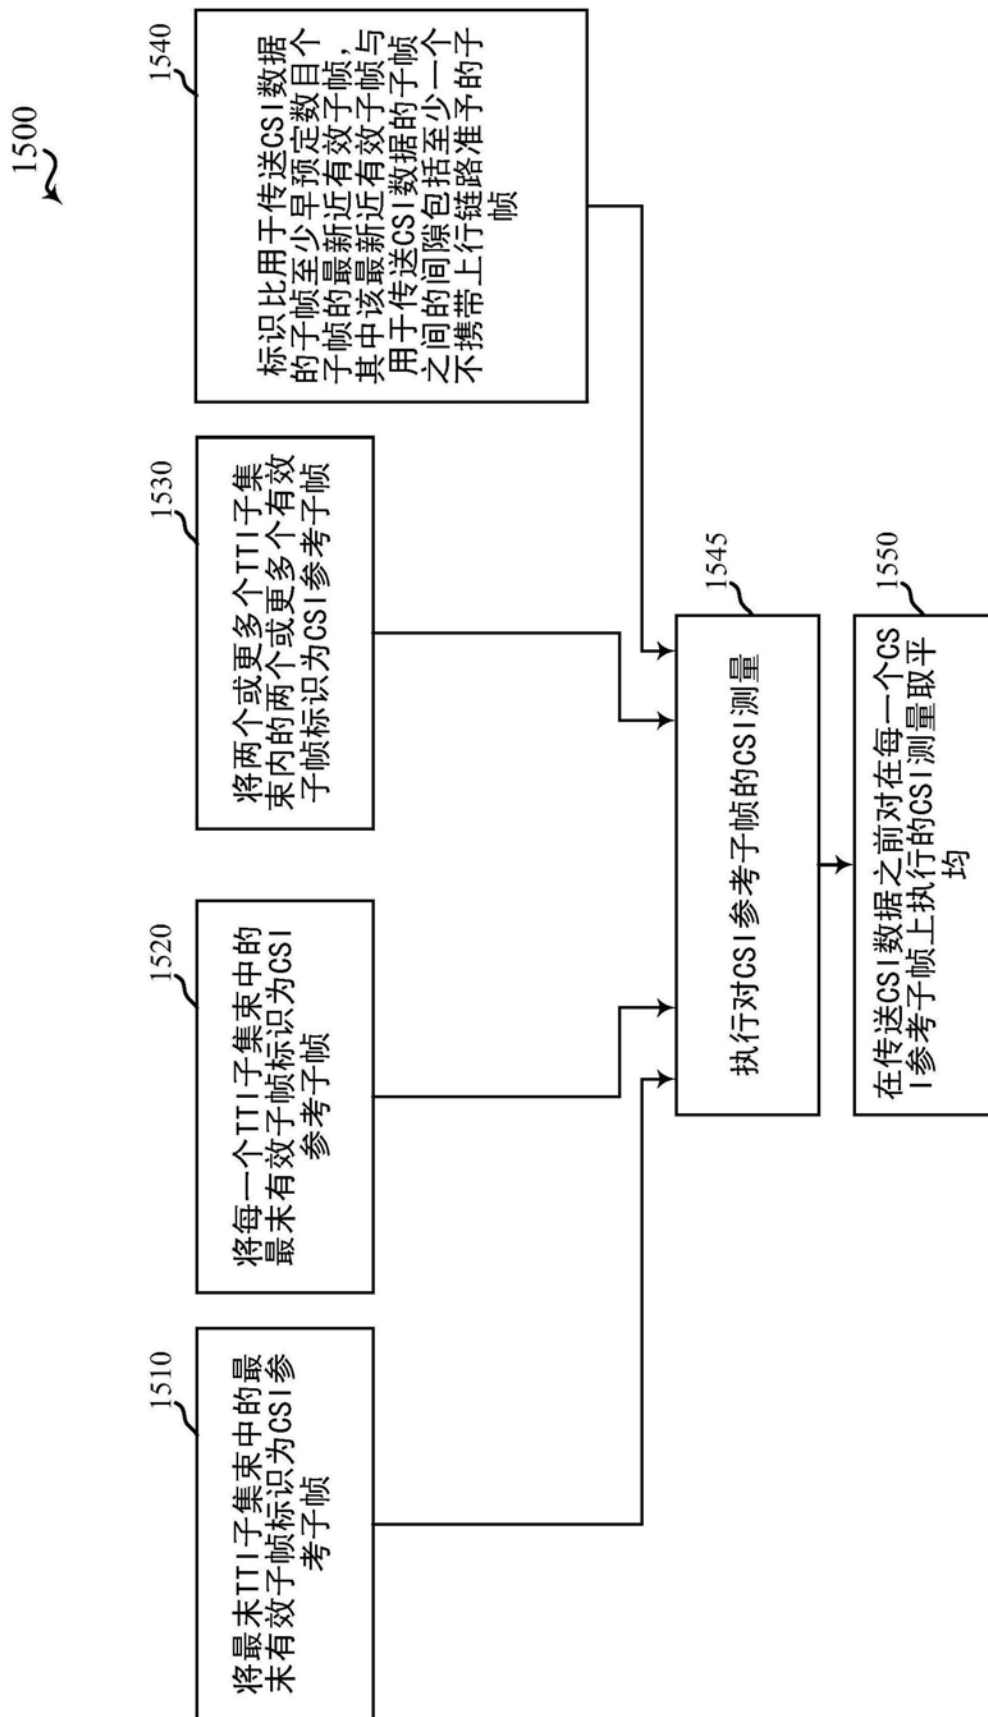 1500
1510
将最末TTI子集束中的最
末有效子帧标识为CSI参
考子帧
1520
将每一个TTI子集束中的
最末有效子帧标识为CSI
参考子帧
1530
将两个或更多个TTI子集
束内的两个或更多个有效
子帧标识为CSI参考子帧
1540
标识比用于传送CSI数据
的子帧至少早预定数目个
子帧的最新近有效子帧,
其中该最新近有效子帧与
用于传送CSI数据的子帧
之间的间隙包括至少一个
不携带上行链路准予的子
帧
1545
执行对CSI参考子帧的CSI测量
1550
在传送CSI数据之前对在每一个CS
I参考子帧上执行的CSI测量取平
均